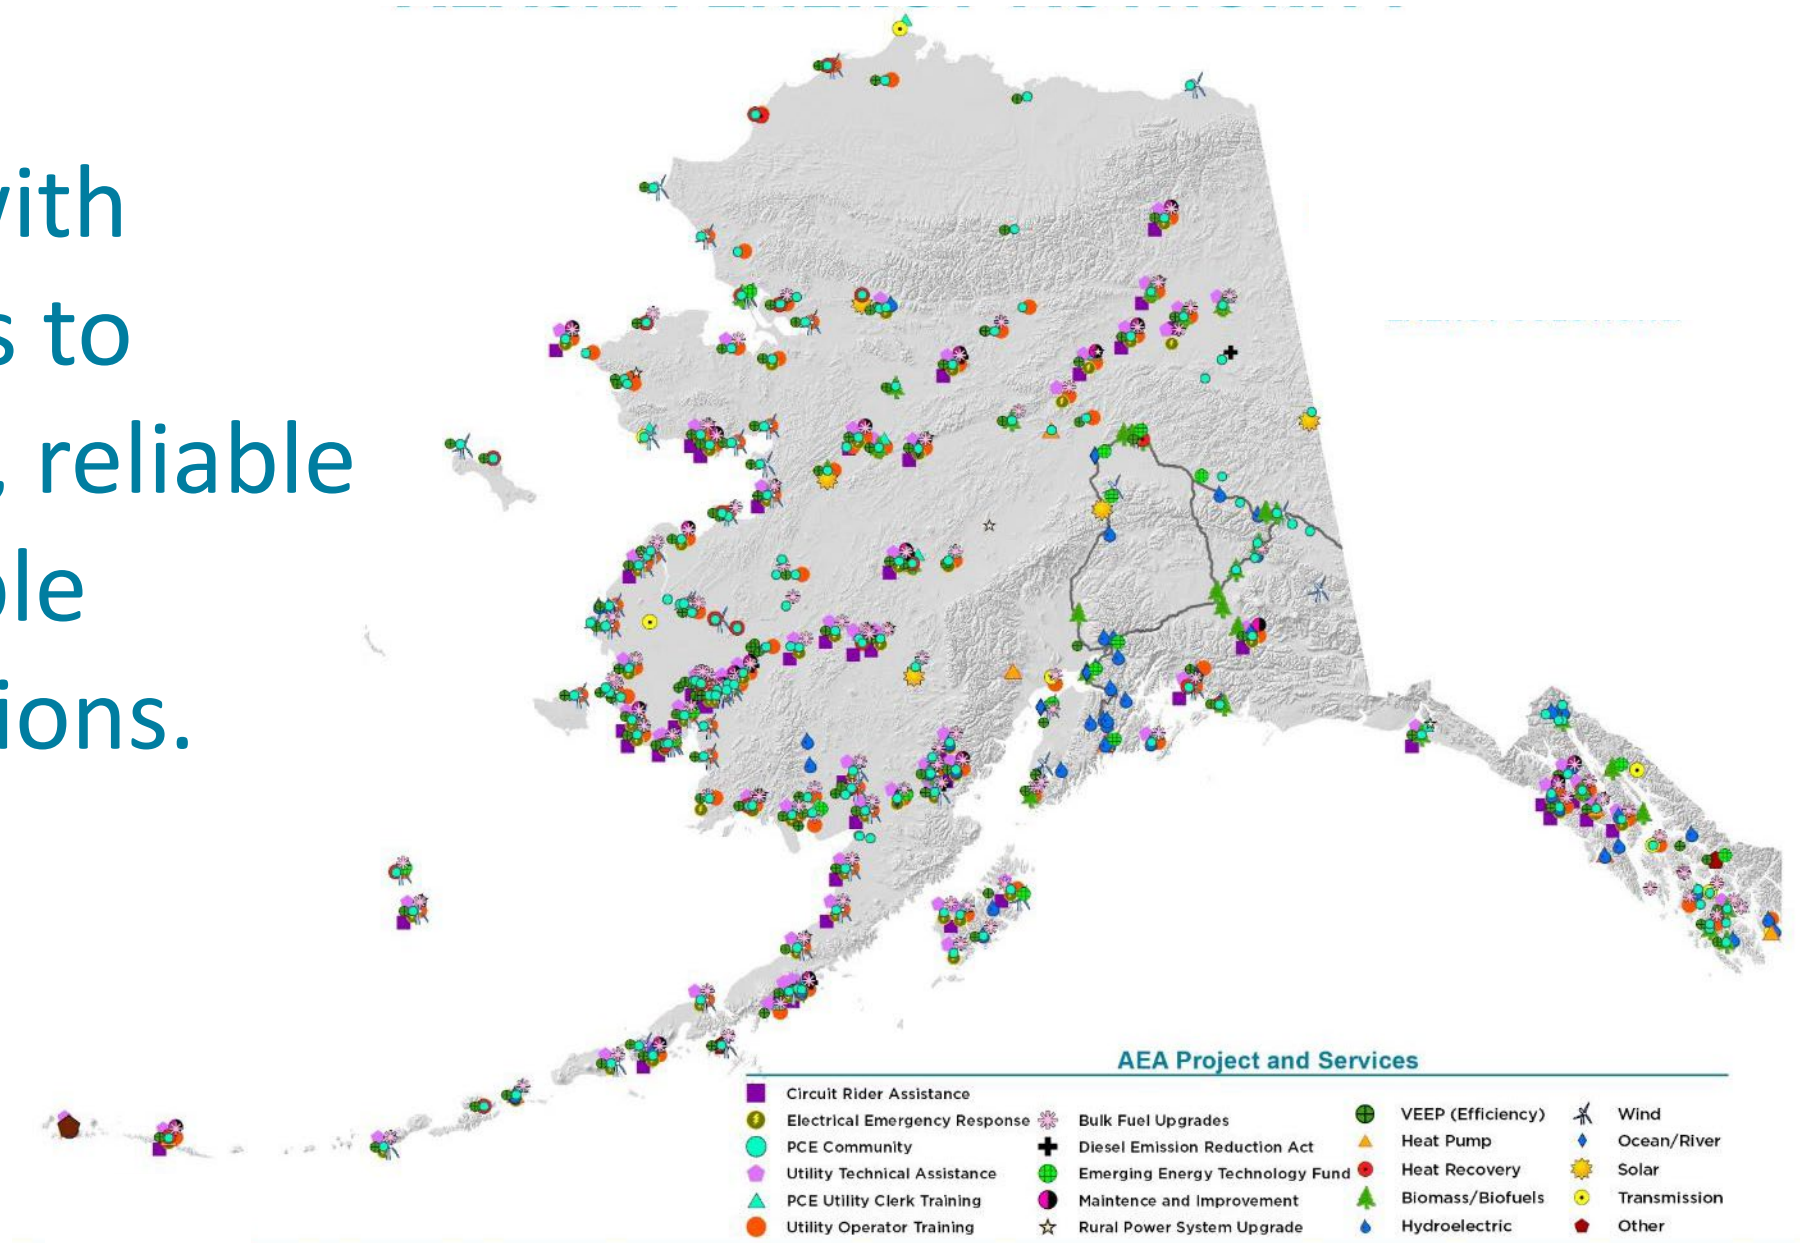 with
s to
, reliable
ble
ions.
AEA Project and Services
Circuit Rider Assistance
Electrical Emergency Response
PCE Community
Utility Technical Assistance
PCE Utility Clerk Training
Utility Operator Training
Bulk Fuel Upgrades
Diesel Emission Reduction Act
Emerging Energy Technology Fund
Maintence and Improvement
Rural Power System Upgrade
VEEP (Efficiency)
Heat Pump
Heat Recovery
Biomass/Biofuels
Hydroelectric
Wind
Ocean/River
Solar
Transmission
Other